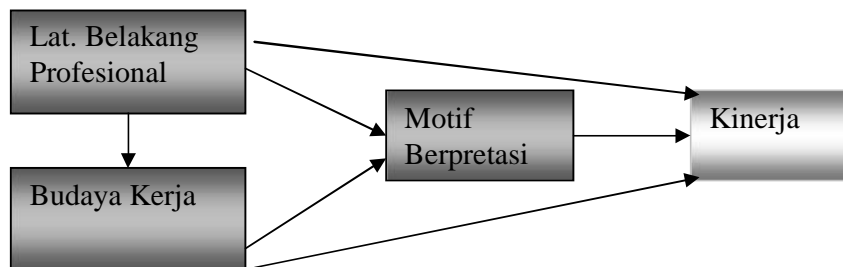 Lat. Belakang
Profesional
Motif
Berpretasi
Kinerja
Budaya Kerja